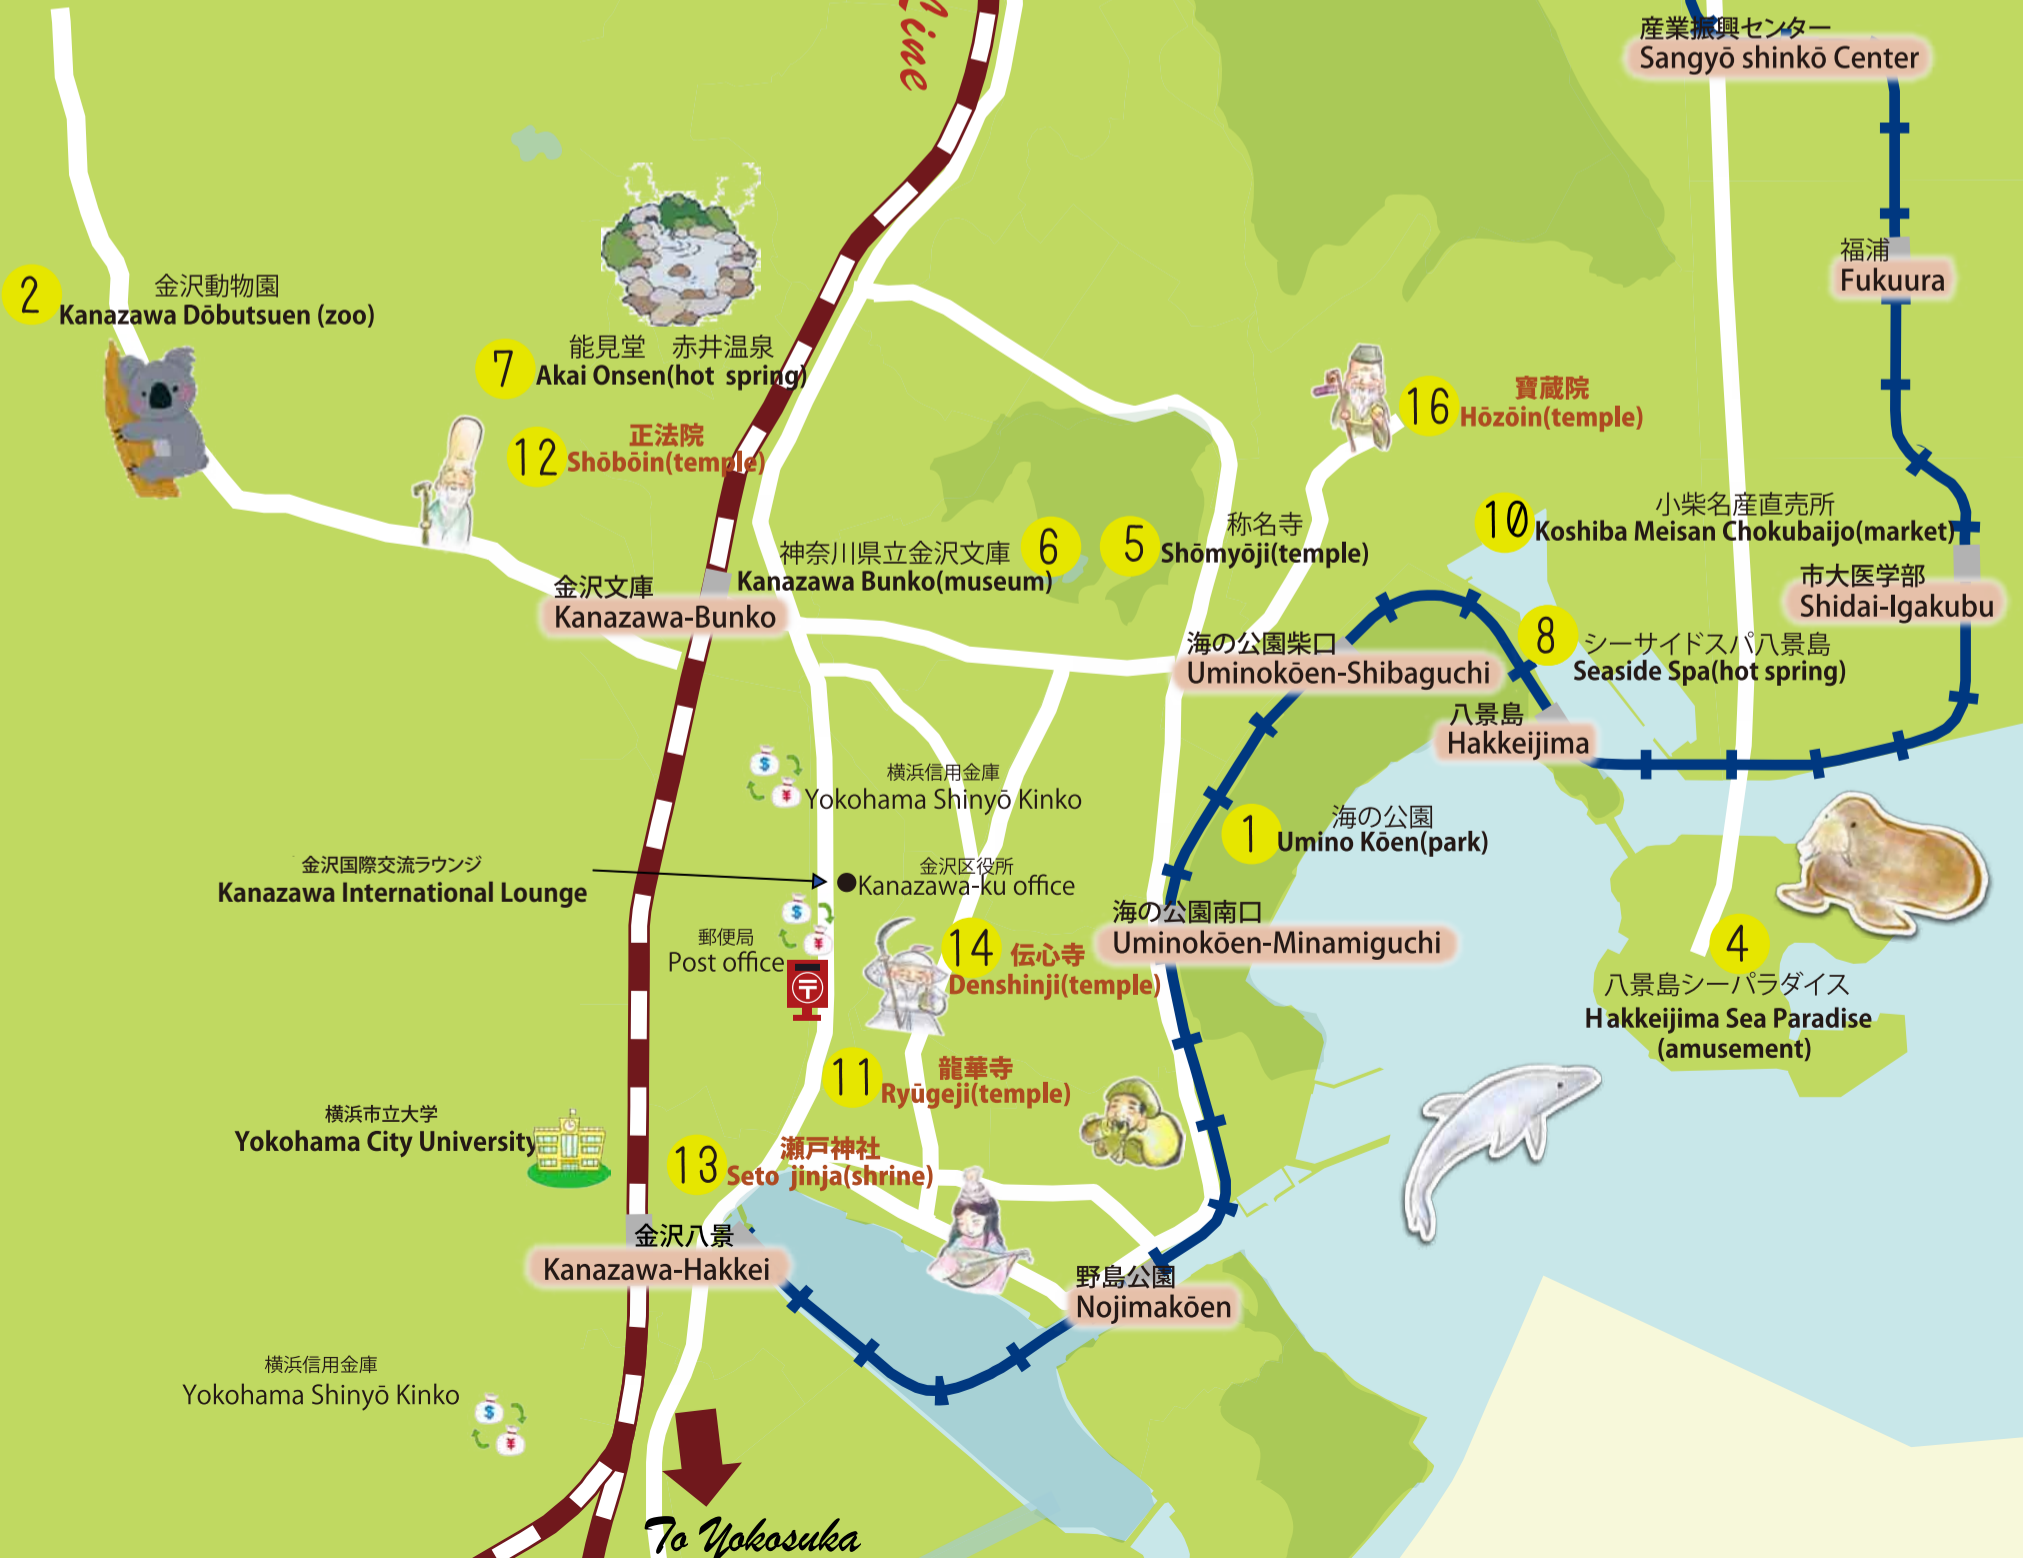 line
産業振興センター
Sangyō shinkō Center
福浦
Fukuura
2
金沢動物園
Kanazawa Dōbutsuen (zoo)
7
能見堂 赤井温泉
Akai Onsen(hot spring)
12
正法院
Shōbōin(temple)
16
寶蔵院
Hōzōin(temple)
10
小柴名産直売所
Koshiba Meisan Chokubaijo(market)
5
称名寺
Shōmyōji(temple)
6
神奈川県立金沢文庫
Kanazawa Bunko(museum)
金沢文庫
Kanazawa-Bunko
市大医学部
Shidai-Igakubu
海の公園柴口
Uminokōen-Shibaguchi
8
シーサイドスパ八景島
Seaside Spa(hot spring)
八景島
Hakkeijima
$
¥
横浜信用金庫
Yokohama Shinyō Kinko
1
海の公園
Umino Kōen(park)
金沢国際交流ラウンジ
Kanazawa International Lounge
金沢区役所
Kanazawa-ku office
$
¥
郵便局
Post office
〒
14
伝心寺
Denshinji(temple)
海の公園南口
Uminokōen-Minamiguchi
4
八景島シーパラダイス
Hakkeijima Sea Paradise
(amusement)
11
龍華寺
Ryūgeji(temple)
横浜市立大学
Yokohama City University
13
瀬戸神社
Seto jinja(shrine)
金沢八景
Kanazawa-Hakkei
野島公園
Nojimakōen
横浜信用金庫
Yokohama Shinyō Kinko
$
¥
To Yokosuka